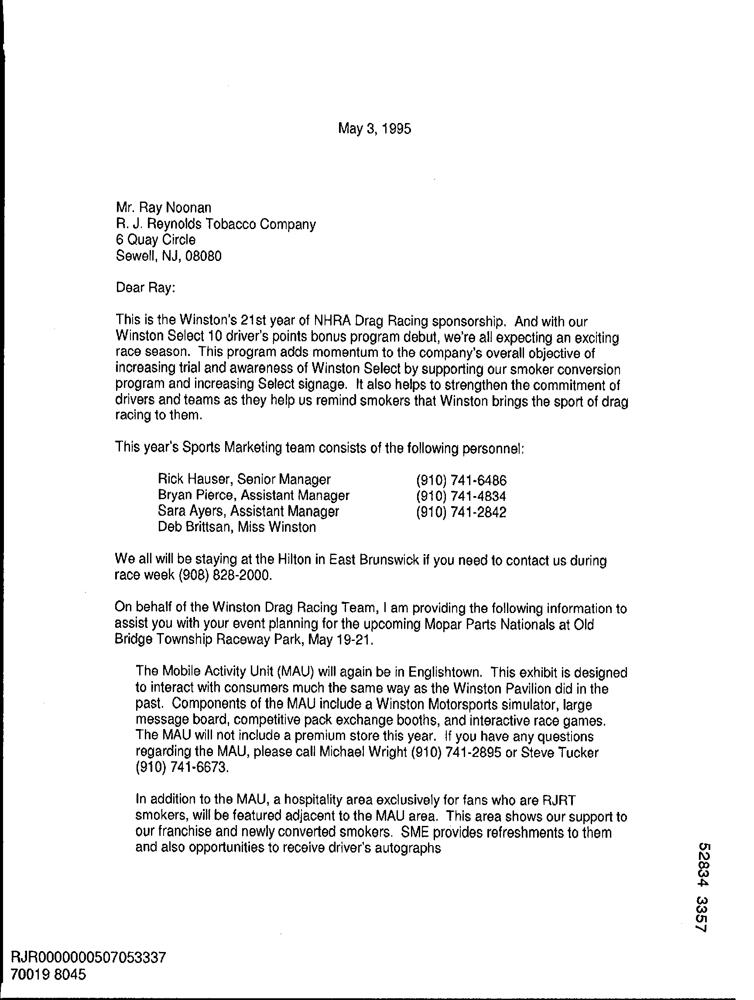 May 3, 1995
Mr. Ray Noonan
R. J. Reynolds Tobacco Company
6 Quay Circle
Sewell, NJ, 08080
Dear Ray:
This is the Winston's 21st year of NHRA Drag Racing sponsorship. And with our
Winston Select 10 driver's points bonus program debut, we're all expecting an exciting
race season. This program adds momentum to the company's overall objective of
increasing trial and awareness of Winston Select by supporting our smoker conversion
program and increasing Select signage. It also helps to strengthen the commitment of
drivers and teams as they help us remind smokers that Winston brings the sport of drag
racing to them.
This year's Sports Marketing team consists of the following personnel:
Rick Hauser, Senior Manager (910) 741-6486
Bryan Pierce, Assistant Manager (910) 741-4834
Sara Ayers, Assistant Manager (910) 741-2842
Deb Brittsan, Miss Winston
We all will be staying at the Hilton in East Brunswick if you need to contact us during
race week (908) 828-2000.
On behalf of the Winston Drag Racing Team, I am providing the following information to
assist you with your event planning for the upcoming Mopar Parts Nationals at Old
Bridge Township Raceway Park, May 19-21.
The Mobile Activity Unit (MAU) will again be in Englishtown. This exhibit is designed
to interact with consumers much the same way as the Winston Pavilion did in the
past. Components of the MAU include a Winston Motorsports simulator, large
message board, competitive pack exchange booths, and interactive race games.
The MAU will not include a premium store this year. If you have any questions
regarding the MAU, please call Michael Wright (910) 741-2895 or Steve Tucker
(910) 741-6673.
In addition to the MAU, a hospitality area exclusively for fans who are RJRT
smokers, will be featured adjacent to the MAU area. This area shows our support to
our franchise and newly converted smokers. SME provides refreshments to them
and also opportunities to receive driver's autographs
52834 3357
RJR0000000507053337
70019 8045